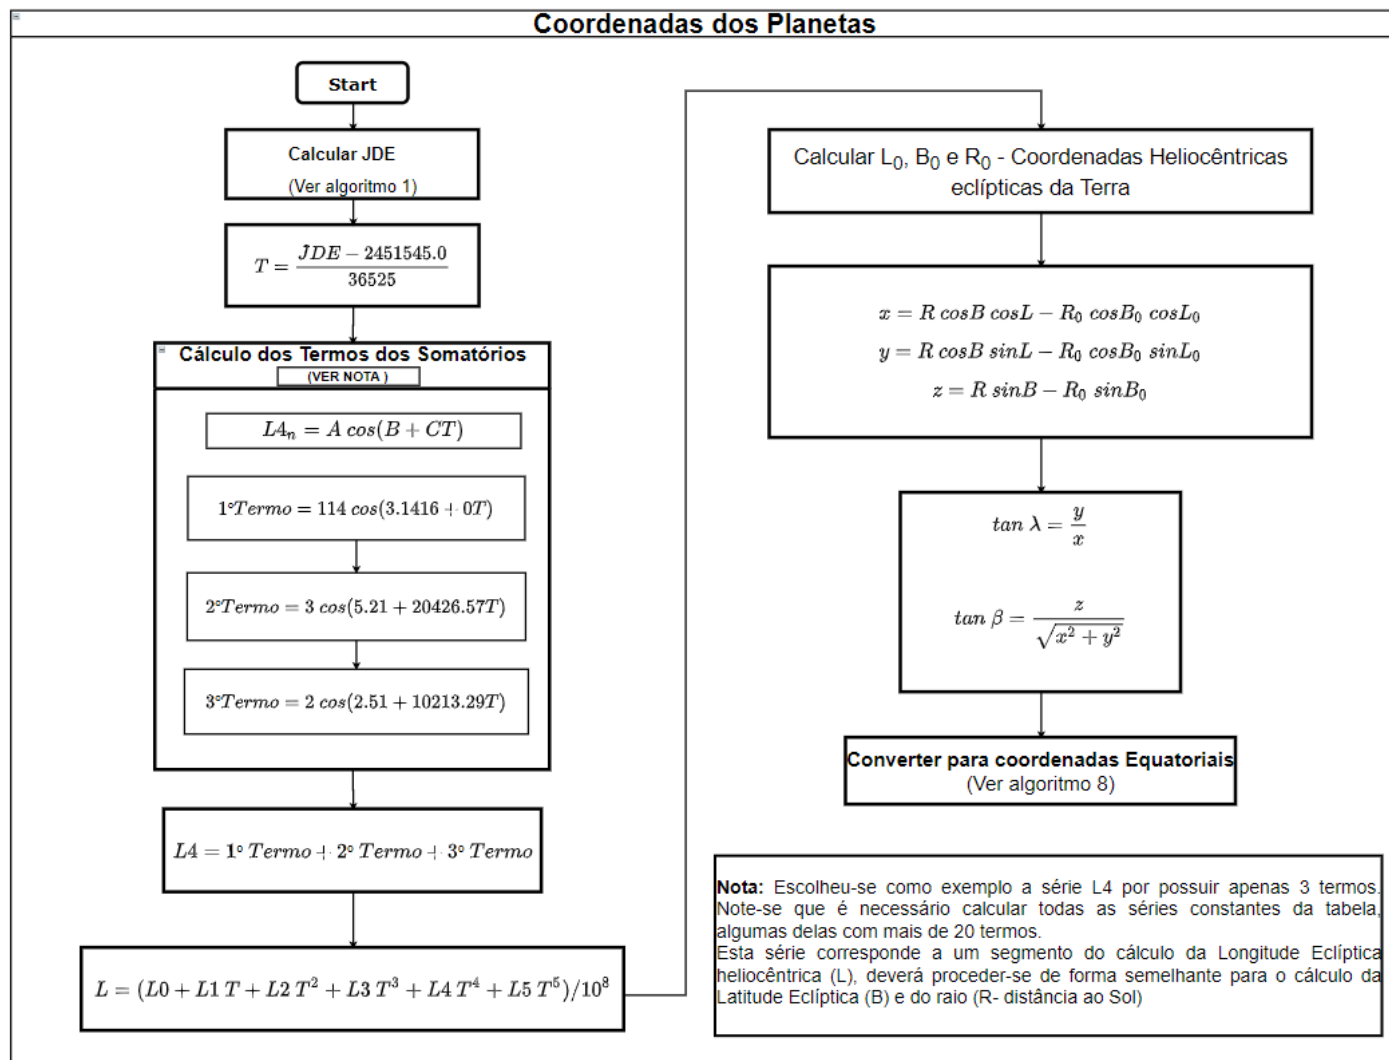 Coordenadas dos Planetas
Start
Calcular JDE
(Ver algoritmo 1)
T = \frac{JDE - 2451545.0}{36525}
Cálculo dos Termos dos Somatórios
(VER NOTA )
L4_n = A cos(B + CT)
1°Termo = 114 cos(3.1416 + 0T)
2°Termo = 3 cos(5.21 + 20426.57T)
3°Termo = 2 cos(2.51 + 10213.29T)
L4 = 1° Termo + 2° Termo + 3° Termo
L = (L0 + L1 T + L2 T² + L3 T³ + L4 T⁴ + L5 T⁵)/10⁸
Calcular L₀, B₀ e R₀ - Coordenadas Heliocêntricas
eclípticas da Terra
x = R cosB cosL − R₀ cosB₀ cosL₀
y = R cosB sinL − R₀ cosB₀ sinL₀
z = R sinB − R₀ sinB₀
tan λ = \frac{y}{x}
tan β = \frac{z}{\sqrt{x² + y²}}
Converter para coordenadas Equatoriais
(Ver algoritmo 8)
Nota: Escolheu-se como exemplo a série L4 por possuir apenas 3 termos.
Note-se que é necessário calcular todas as séries constantes da tabela,
algumas delas com mais de 20 termos.
Esta série corresponde a um segmento do cálculo da Longitude Eclíptica
heliocêntrica (L), deverá proceder-se de forma semelhante para o cálculo da
Latitude Eclíptica (B) e do raio (R- distância ao Sol)